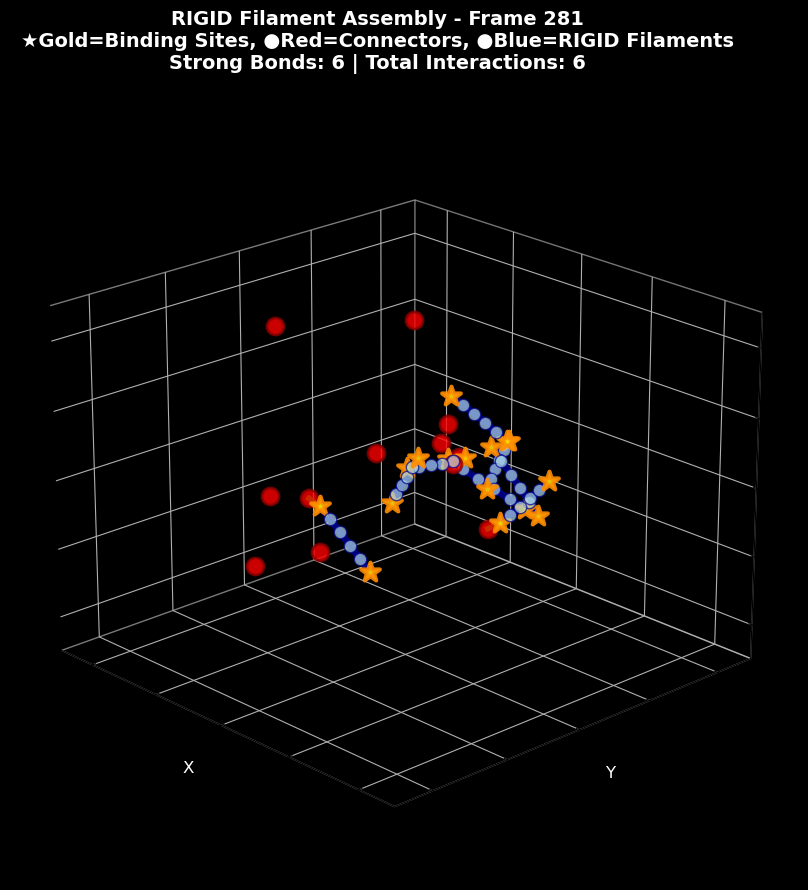 RIGID Filament Assembly - Frame 281
★Gold=Binding Sites, ●Red=Connectors, ●Blue=RIGID Filaments
Strong Bonds: 6 | Total Interactions: 6
X
Y